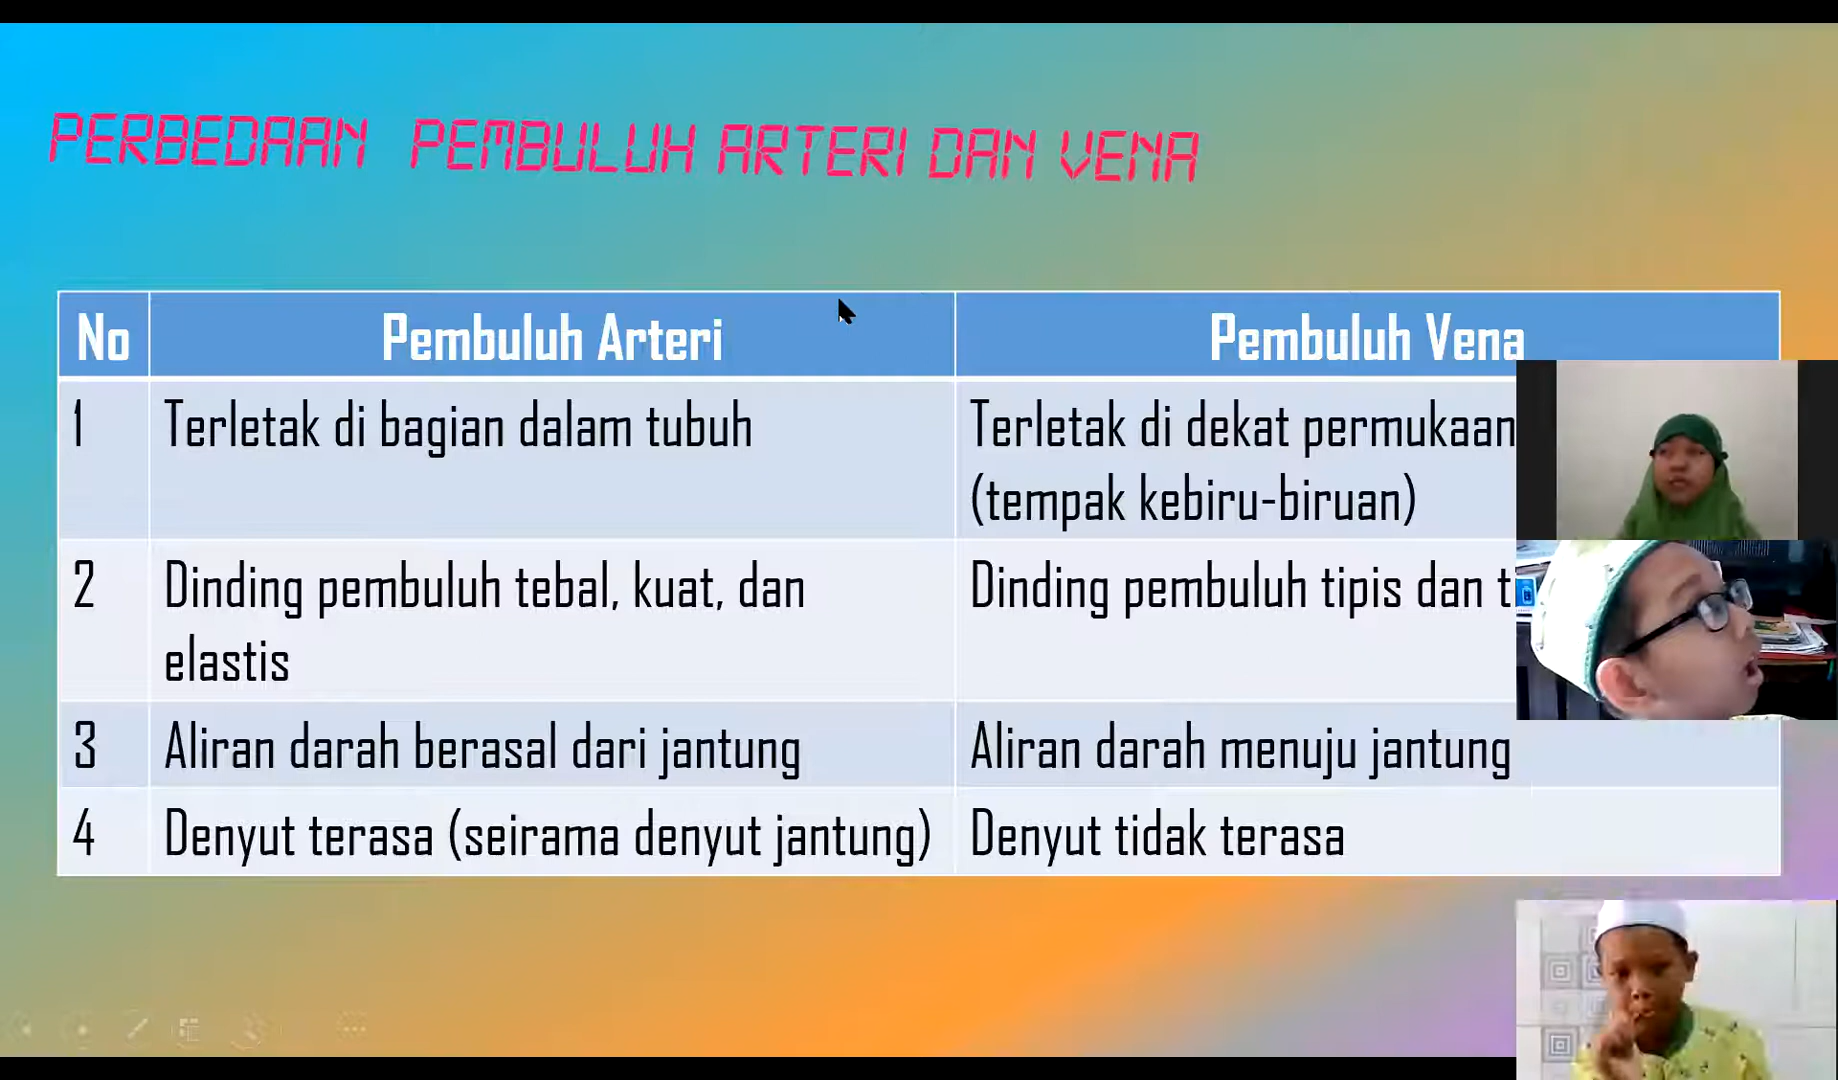 PERBEDAAN PEMBULUH ARTERI DAN VENA
No Pembuluh Arteri Pembuluh Vena
1 Terletak di bagian dalam tubuh Terletak di dekat permukaan
(tempak kebiru-biruan)
2 Dinding pembuluh tebal, kuat, dan Dinding pembuluh tipis dan
elastis
3 Aliran darah berasal dari jantung Aliran darah menuju jantung
4 Denyut terasa (seirama denyut jantung) Denyut tidak terasa